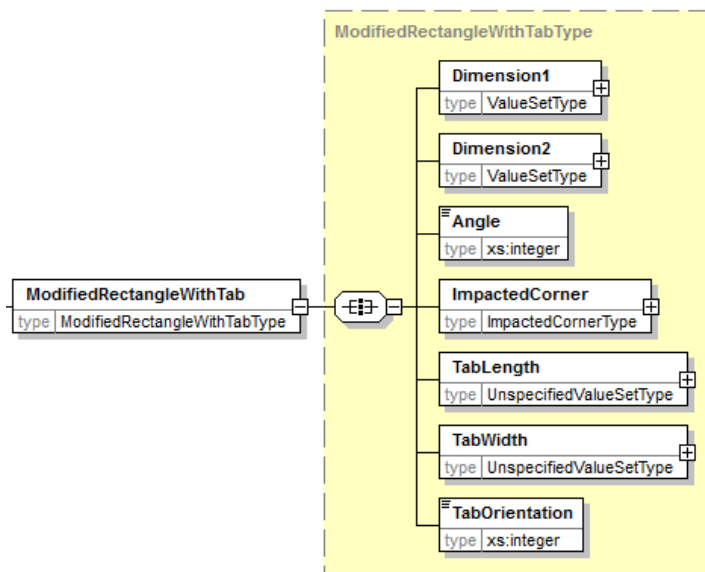 ModifiedRectangleWithTabType
Dimension1
type ValueSetType
Dimension2
type ValueSetType
Angle
type xs:integer
ModifiedRectangleWithTab
type ModifiedRectangleWithTabType
ImpactedCorner
type ImpactedCornerType
TabLength
type UnspecifiedValueSetType
TabWidth
type UnspecifiedValueSetType
TabOrientation
type xs:integer